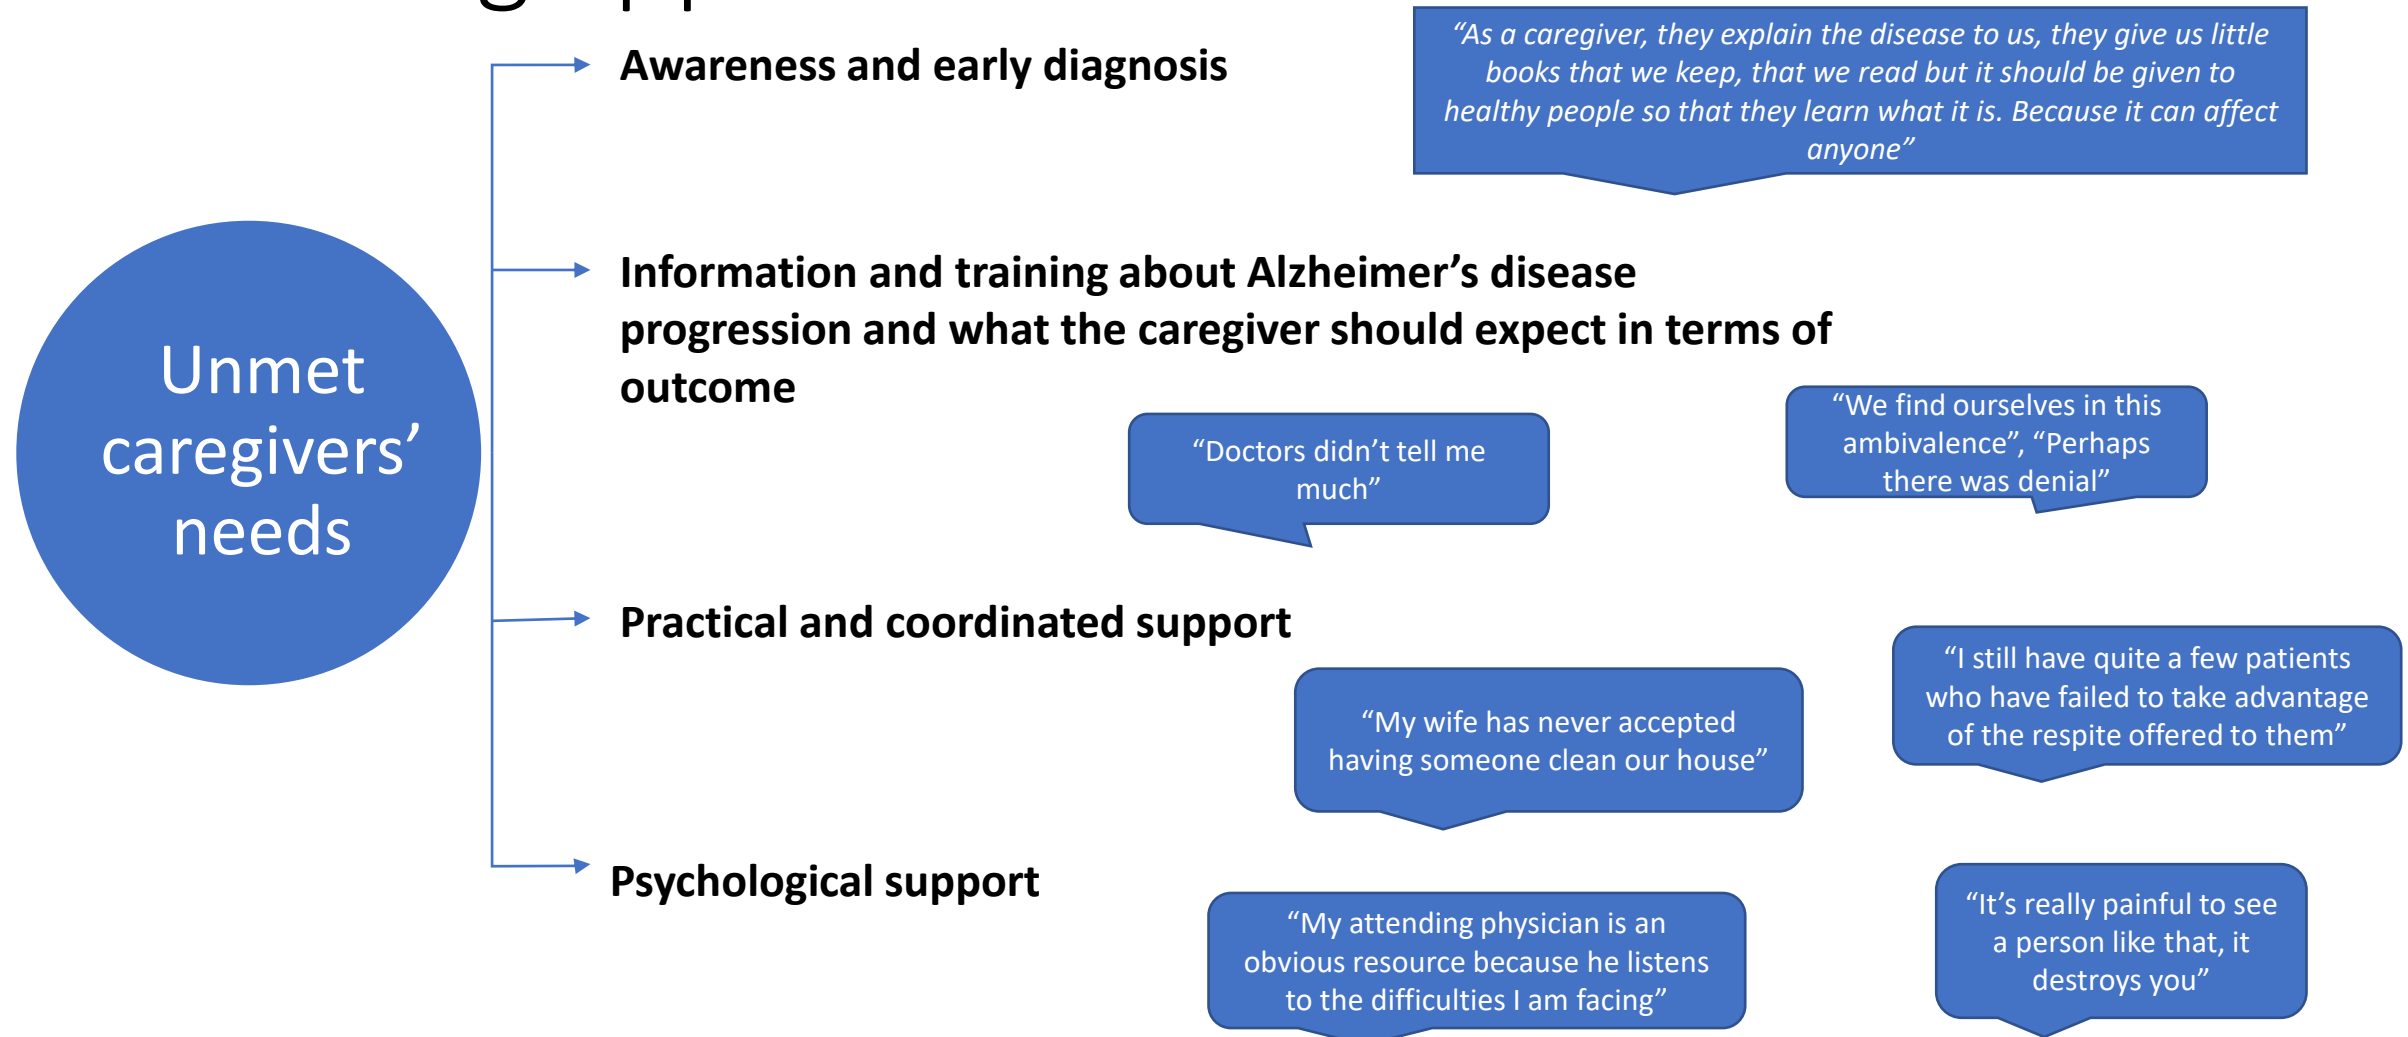 Awareness and early diagnosis
“As a caregiver, they explain the disease to us, they give us little
books that we keep, that we read but it should be given to
healthy people so that they learn what it is. Because it can affect
anyone”
Unmet
caregivers’
needs
Information and training about Alzheimer’s disease
progression and what the caregiver should expect in terms of
outcome
“Doctors didn’t tell me
much”
“We find ourselves in this
ambivalence”, “Perhaps
there was denial”
Practical and coordinated support
“My wife has never accepted
having someone clean our house”
“I still have quite a few patients
who have failed to take advantage
of the respite offered to them”
Psychological support
“My attending physician is an
obvious resource because he listens
to the difficulties I am facing”
“It’s really painful to see
a person like that, it
destroys you”